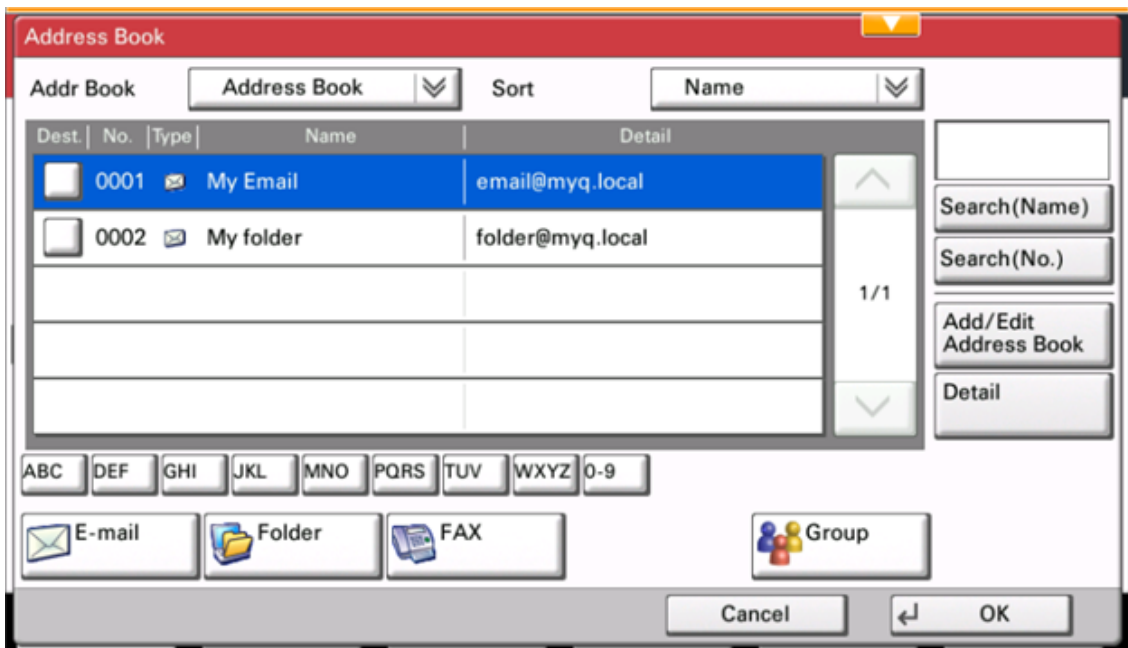 Address Book
Addr Book Address Book Sort Name
Dest. No. Type Name Detail
0001 My Email email@myq.local
0002 My folder folder@myq.local
1/1
Search(Name)
Search(No.)
Add/Edit
Address Book
Detail
ABC DEF GHI JKL MNO PQRS TUV WXYZ 0-9
E-mail Folder FAX Group
Cancel OK